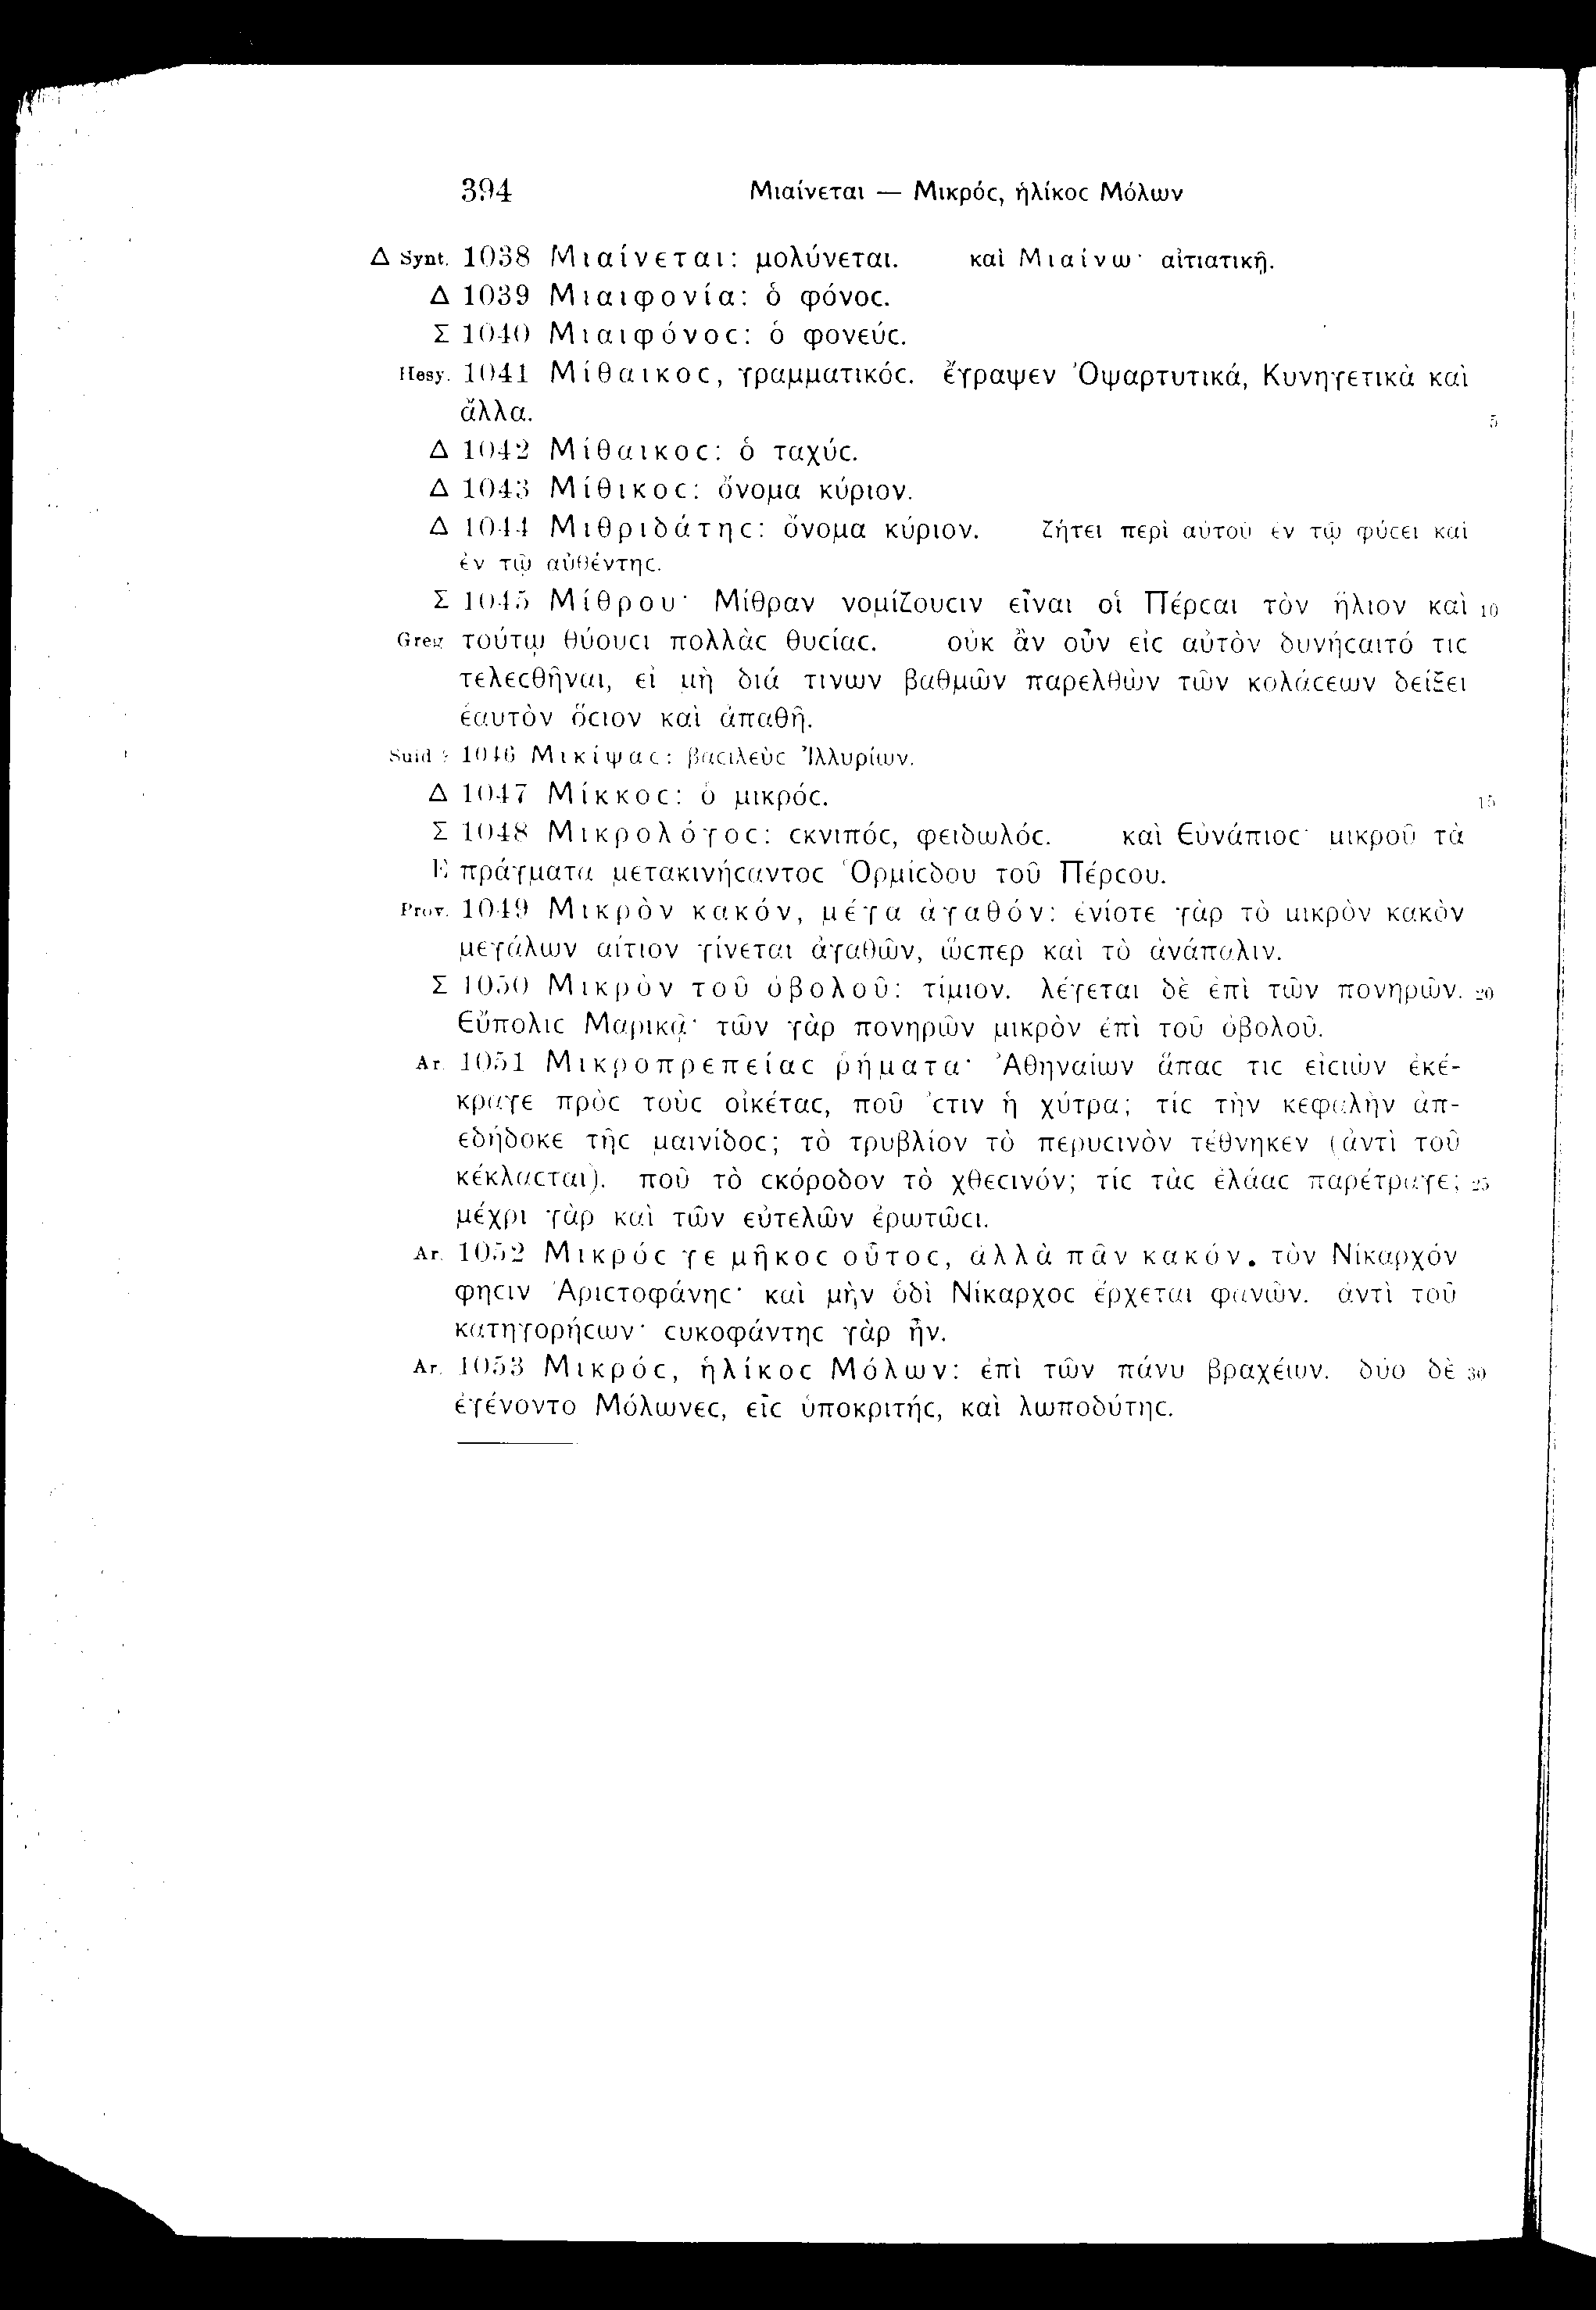 394 Μιαίνεται — Μικρόϲ, ἡλίκοϲ Μόλων
Δ Synt. 1038 Μιαίνεται: μολύνεται. καὶ Μιαίνω· αἰτιατικῇ.
Δ 1039 Μιαιφονία: ὁ φόνοϲ.
Σ 1040 Μιαιφόνοϲ: ὁ φονεύϲ.
Hesy. 1041 Μίθαικοϲ, γραμματικόϲ. ἔγραψεν Ὀψαρτυτικά, Κυνηγετικὰ καὶ
ἄλλα. 5
Δ 1042 Μίθαικοϲ: ὁ ταχύϲ.
Δ 1043 Μίθικοϲ: ὄνομα κύριον.
Δ 1044 Μιθριδάτηϲ: ὄνομα κύριον. ζήτει περὶ αὐτοῦ ἐν τῷ φύϲει καὶ
ἐν τῷ αὐθέντηϲ.
Σ 1045 Μίθρου· Μίθραν νομίζουϲιν εἶναι οἱ Πέρϲαι τὸν ἥλιον καὶ 10
Greg τούτῳ θύουϲι πολλὰϲ θυϲίαϲ. οὐκ ἂν οὖν εἰϲ αὐτὸν δυνήϲαιτό τιϲ
τελεϲθῆναι, εἰ μὴ διά τινων βαθμῶν παρελθὼν τῶν κολάϲεων δείξει
ἑαυτὸν ὅϲιον καὶ ἀπαθῆ.
Suid ? 1046 Μικίψαϲ: βαϲιλεὺϲ Ἰλλυρίων.
Δ 1047 Μίκκοϲ: ὁ μικρόϲ. 15
Σ 1048 Μικρολόγοϲ: ϲκνιπόϲ, φειδωλόϲ. καὶ Εὐνάπιοϲ· μικροῦ τὰ
E πράγματα μετακινήϲαντοϲ Ὁρμίϲδου τοῦ Πέρϲου.
Prov. 1049 Μικρὸν κακόν, μέγα ἀγαθόν: ἐνίοτε γὰρ τὸ μικρὸν κακὸν
μεγάλων αἴτιον γίνεται ἀγαθῶν, ὥϲπερ καὶ τὸ ἀνάπαλιν.
Σ 1050 Μικρὸν τοῦ ὀβολοῦ: τίμιον. λέγεται δὲ ἐπὶ τῶν πονηρῶν. 20
Εὔπολιϲ Μαρικᾷ· τῶν γὰρ πονηρῶν μικρὸν ἐπὶ τοῦ ὀβολοῦ.
Ar. 1051 Μικροπρεπείαϲ ῥήματα· Ἀθηναίων ἅπαϲ τιϲ εἰϲιὼν ἐκέ-
κραγε πρὸϲ τοὺϲ οἰκέταϲ, ποῦ 'ϲτιν ἡ χύτρα; τίϲ τὴν κεφαλὴν ἀπ-
εδήδοκε τῆϲ μαινίδοϲ; τὸ τρυβλίον τὸ περυϲινὸν τέθνηκεν (ἀντὶ τοῦ
κέκλαϲται). ποῦ τὸ ϲκόροδον τὸ χθεϲινόν; τίϲ τὰϲ ἐλάαϲ παρέτραγε; 25
μέχρι γὰρ καὶ τῶν εὐτελῶν ἐρωτῶϲι.
Ar. 1052 Μικρόϲ γε μῆκοϲ οὗτοϲ, ἀλλὰ πᾶν κακόν. τὸν Νίκαρχόν
φηϲιν Ἀριϲτοφάνηϲ· καὶ μὴν ὁδὶ Νίκαρχοϲ ἔρχεται φανῶν. ἀντὶ τοῦ
κατηγορήϲων· ϲυκοφάντηϲ γὰρ ἦν.
Ar. 1053 Μικρόϲ, ἡλίκοϲ Μόλων: ἐπὶ τῶν πάνυ βραχέων. δύο δὲ 30
ἐγένοντο Μόλωνεϲ, εἷϲ ὑποκριτήϲ, καὶ λωποδύτηϲ.